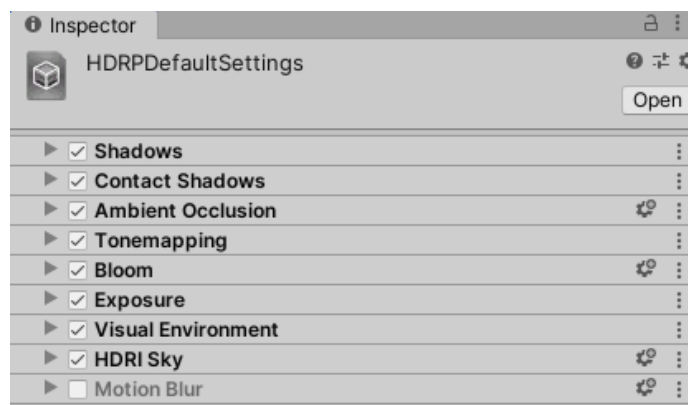 Inspector
HDRPDefaultSettings
Open
Shadows
Contact Shadows
Ambient Occlusion
Tonemapping
Bloom
Exposure
Visual Environment
HDRI Sky
Motion Blur